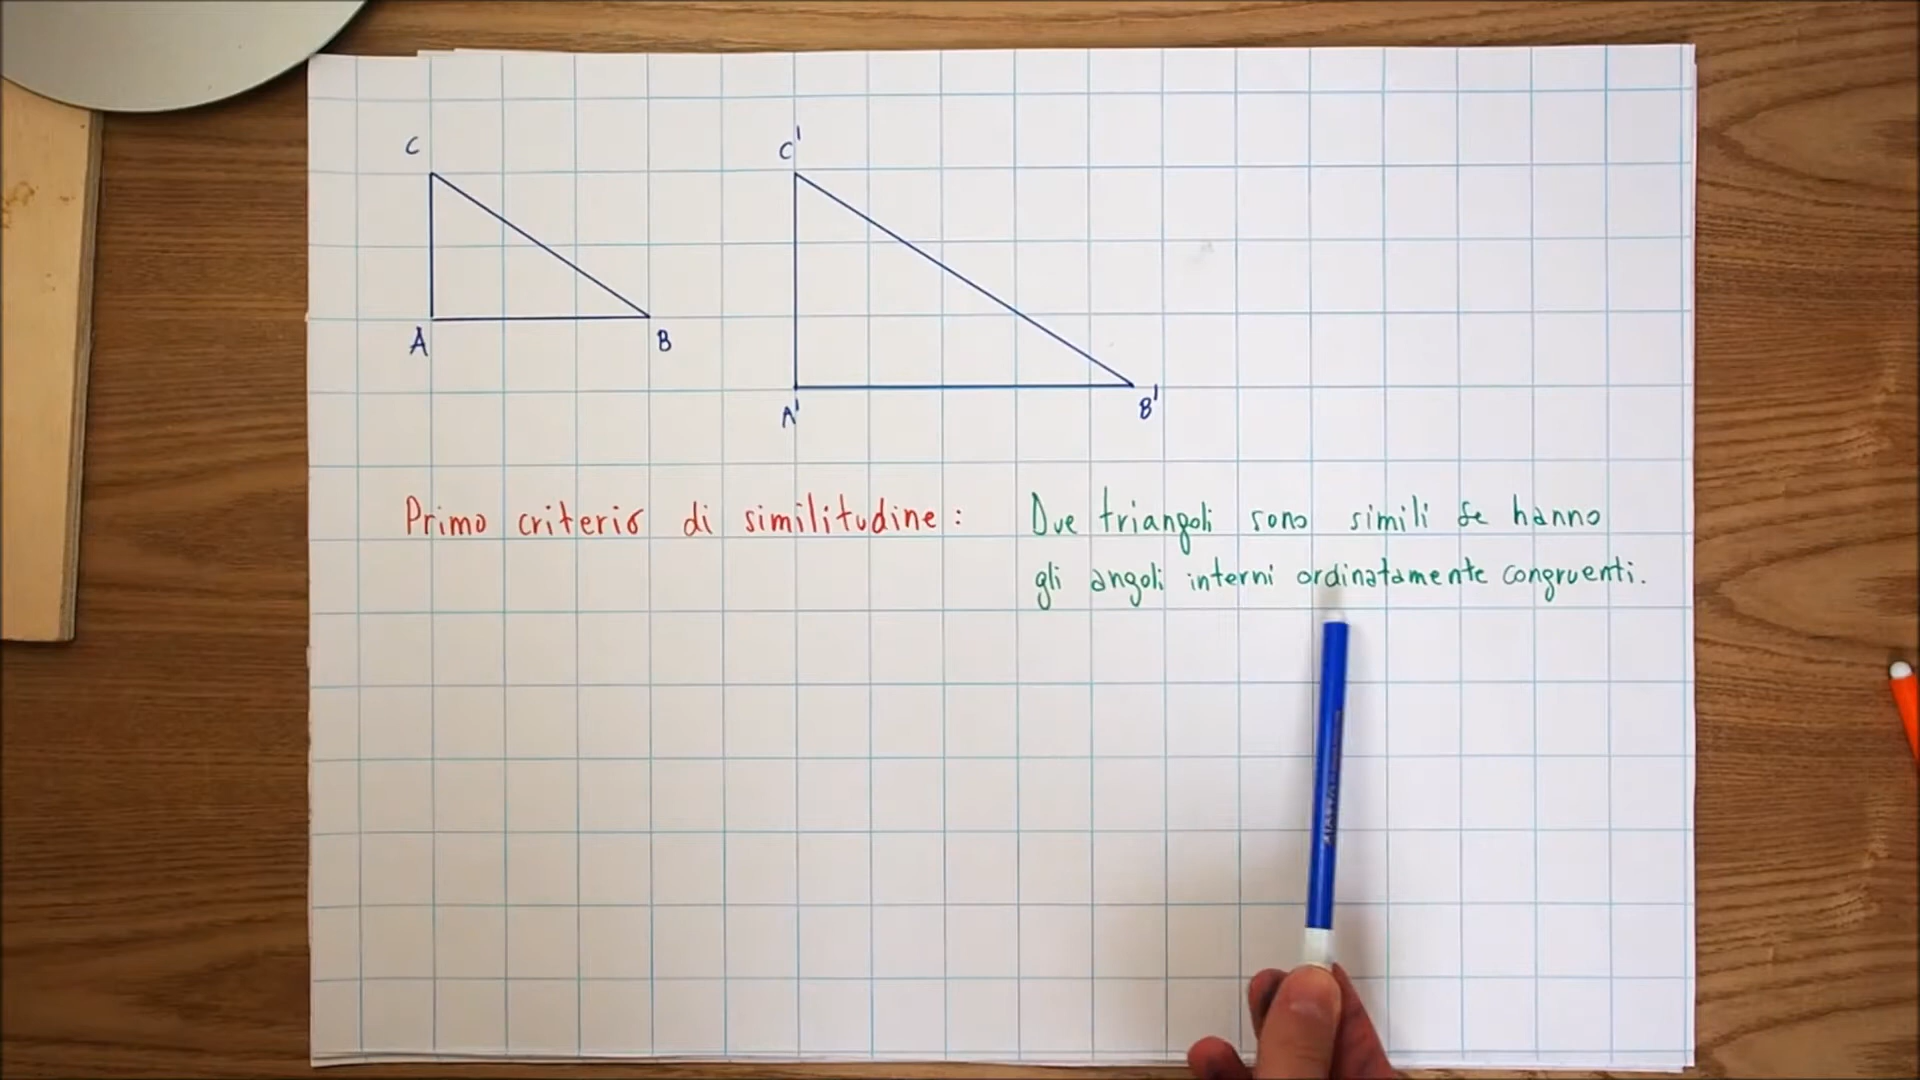 C
C'
A
B
A'
B'
Primo criterio di similitudine: Due triangoli sono simili se hanno
gli angoli interni ordinatamente congruenti.